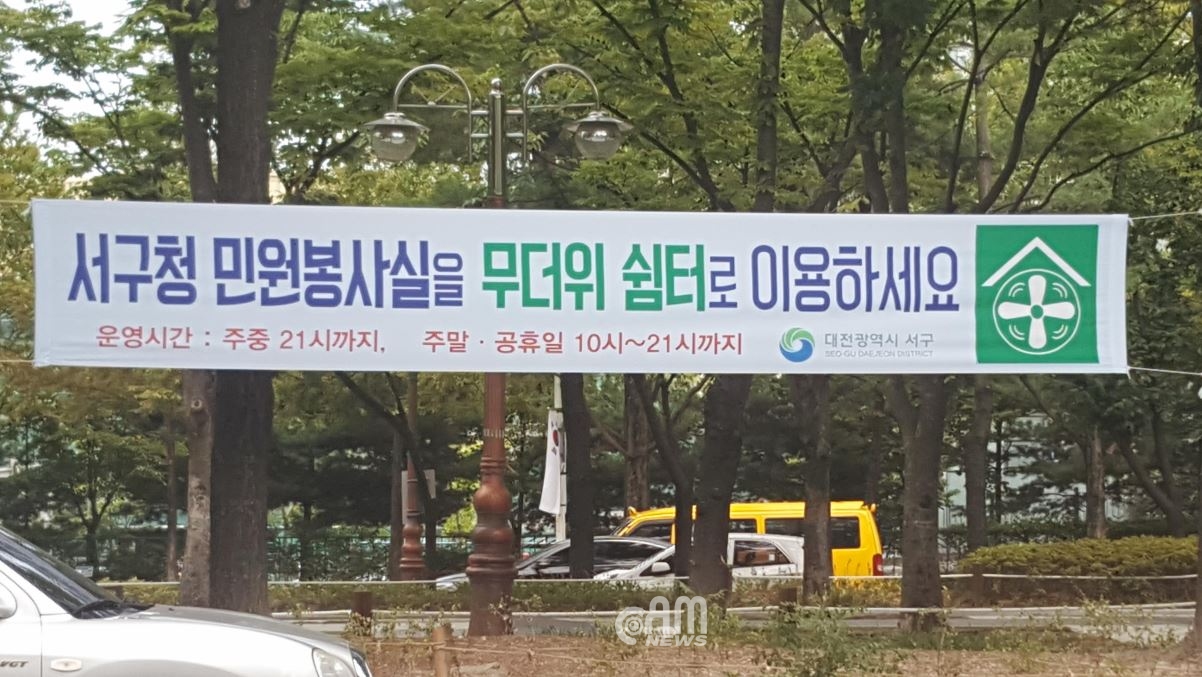 서구청 민원봉사실을 무더위 쉼터로 이용하세요
운영시간 : 주중 21시까지, 주말 · 공휴일 10시~21시까지
대전광역시 서구
SEO-GU DAEJEON DISTRICT
VGT
@AM
NEWS